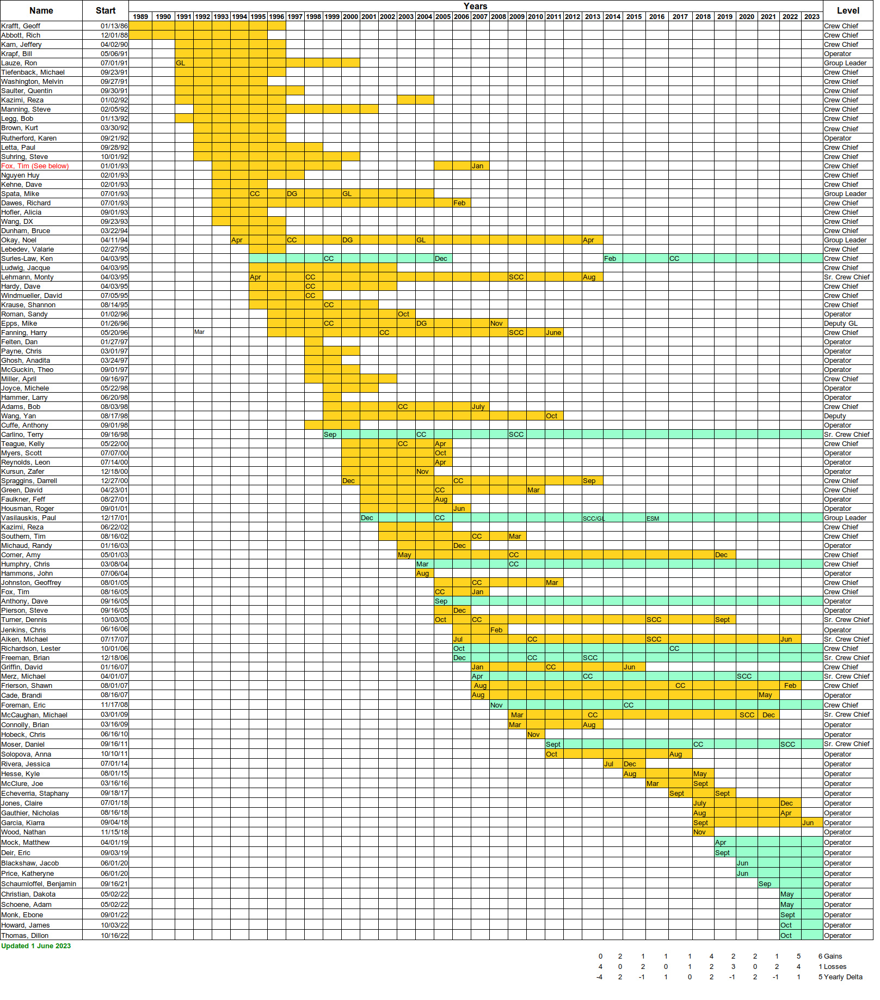 Name Start Years Level
1989 1990 1991 1992 1993 1994 1995 1996 1997 1998 1999 2000 2001 2002 2003 2004 2005 2006 2007 2008 2009 2010 2011 2012 2013 2014 2015 2016 2017 2018 2019 2020 2021 2022 2023
Krafft, Geoff 01/13/86 Crew Chief
Abbott, Rich 12/01/88 Crew Chief
Karn, Jeffery 04/02/90 Crew Chief
Krapf, Bill 05/06/91 Operator
Lauze, Ron 07/01/91 GL Group Leader
Tiefenback, Michael 09/23/91 Crew Chief
Washington, Melvin 09/27/91 Crew Chief
Saulter, Quentin 09/30/91 Crew Chief
Kazimi, Reza 01/02/92 Crew Chief
Manning, Steve 02/05/92 Crew Chief
Legg, Bob 01/13/92 Crew Chief
Brown, Kurt 03/30/92 Crew Chief
Rutherford, Karen 09/21/92 Operator
Letta, Paul 09/28/92 Crew Chief
Suhring, Steve 10/01/92 Crew Chief
Fox, Tim (See below) 01/01/93 Jan Crew Chief
Nguyen Huy 02/01/93 Crew Chief
Kehne, Dave 02/01/93 Crew Chief
Spata, Mike 07/01/93 CC DG GL Group Leader
Dawes, Richard 07/01/93 Feb Crew Chief
Hofler, Alicia 09/01/93 Crew Chief
Wang, DX 09/23/93 Crew Chief
Dunham, Bruce 03/22/94 Crew Chief
Okay, Noel 04/11/94 Apr CC DG GL Apr Group Leader
Lebedev, Valarie 02/27/95 Crew Chief
Surles-Law, Ken 04/03/95 CC Dec Feb CC Crew Chief
Ludwig, Jacque 04/03/95 Crew Chief
Lehmann, Monty 04/03/95 Apr CC SCC Aug Sr. Crew Chief
Hardy, Dave 04/03/95 CC Crew Chief
Windmueller, David 07/05/95 CC Crew Chief
Krause, Shannon 08/14/95 CC Crew Chief
Roman, Sandy 01/02/96 Oct Operator
Epps, Mike 01/26/96 CC DG Nov Deputy GL
Fanning, Harry 05/20/96 Mar CC SCC June Crew Chief
Felten, Dan 01/27/97 Operator
Payne, Chris 03/01/97 Operator
Ghosh, Anadita 03/24/97 Operator
McGuckin, Theo 09/01/97 Operator
Miller, April 09/16/97 Crew Chief
Joyce, Michele 05/22/98 Operator
Hammer, Larry 06/20/98 Operator
Adams, Bob 08/03/98 CC July Crew Chief
Wang, Yan 08/17/98 Oct Deputy
Cuffe, Anthony 09/01/98 Operator
Carlino, Terry 09/16/98 Sep CC SCC Sr. Crew Chief
Teague, Kelly 05/22/00 CC Apr Crew Chief
Myers, Scott 07/07/00 Oct Operator
Reynolds, Leon 07/14/00 Apr Operator
Kursun, Zafer 12/18/00 Nov Operator
Spraggins, Darrell 12/27/00 Dec CC Sep Crew Chief
Green, David 04/23/01 CC Mar Crew Chief
Faulkner, Feff 08/27/01 Aug Operator
Housman, Roger 09/01/01 Jun Operator
Vasilauskis, Paul 12/17/01 Dec CC SCC/GL ESM Group Leader
Kazimi, Reza 06/22/02 Crew Chief
Southern, Tim 08/16/02 CC Mar Crew Chief
Michaud, Randy 01/16/03 Dec Operator
Comer, Amy 05/01/03 May CC Dec Crew Chief
Humphry, Chris 03/08/04 Mar CC Crew Chief
Hammons, John 07/06/04 Aug Operator
Johnston, Geoffrey 08/01/05 CC Mar Crew Chief
Fox, Tim 08/16/05 CC Jan Crew Chief
Anthony, Dave 09/16/05 Sep Operator
Pierson, Steve 09/16/05 Dec Operator
Turner, Dennis 10/03/05 Oct CC SCC Sept Sr. Crew Chief
Jenkins, Chris 06/16/06 Feb Operator
Aiken, Michael 07/17/07 Jul CC SCC Jun Sr. Crew Chief
Richardson, Lester 10/01/06 Oct CC Crew Chief
Freeman, Brian 12/18/06 Dec CC SCC Sr. Crew Chief
Griffin, David 01/16/07 Jan CC Jun Crew Chief
Merz, Michael 04/01/07 Apr CC SCC Sr. Crew Chief
Frierson, Shawn 08/01/07 Aug CC Feb Crew Chief
Cade, Brandi 08/16/07 Aug May Operator
Foreman, Eric 11/17/08 Nov CC Crew Chief
McCaughan, Michael 03/01/09 Mar CC SCC Dec Sr. Crew Chief
Connolly, Brian 03/16/09 Mar Aug Operator
Hobeck, Chris 06/16/10 Nov Operator
Moser, Daniel 09/16/11 Sept CC SCC Sr. Crew Chief
Solopova, Anna 10/10/11 Oct Aug Operator
Rivera, Jessica 07/01/14 Jul Dec Operator
Hesse, Kyle 08/01/15 Aug May Operator
McClure, Joe 03/16/16 Mar Sept Operator
Echeverria, Staphany 09/18/17 Sept Sept Operator
Jones, Claire 07/01/18 July Dec Operator
Gauthier, Nicholas 08/16/18 Aug Apr Operator
Garcia, Kiarra 09/04/18 Sept Jun Operator
Wood, Nathan 11/15/18 Nov Operator
Mock, Matthew 04/01/19 Apr Operator
Deir, Eric 09/03/19 Sept Operator
Blackshaw, Jacob 06/01/20 Jun Operator
Price, Katheryne 06/01/20 Jun Operator
Schaumloffel, Benjamin 09/16/21 Sep Operator
Christian, Dakota 05/02/22 May Operator
Schoene, Adam 05/02/22 May Operator
Monk, Ebone 09/01/22 Sept Operator
Howard, James 10/03/22 Oct Operator
Thomas, Dillon 10/16/22 Oct Operator
Updated 1 June 2023
0 2 1 1 1 4 2 2 1 5 6 Gains
4 0 2 0 1 2 3 0 2 4 1 Losses
-4 2 -1 1 0 2 -1 2 -1 1 5 Yearly Delta